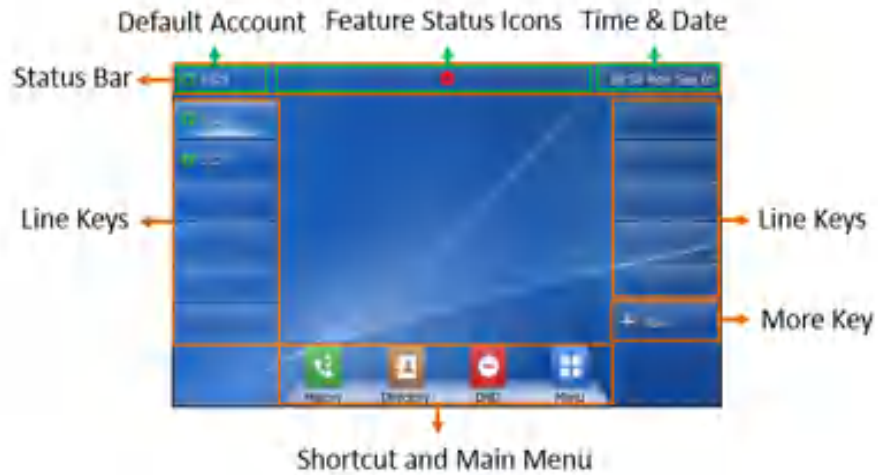 Default Account Feature Status Icons Time & Date
Status Bar
Line Keys
Line Keys
More Key
History Directory DND Menu
Shortcut and Main Menu